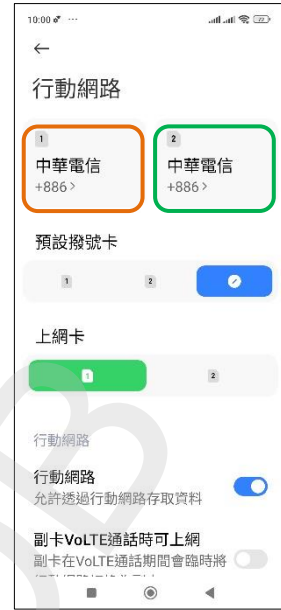 10:00
行動網路
1
中華電信
+886
2
中華電信
+886
預設撥號卡
1
2
上網卡
1
2
行動網路
行動網路
允許透過行動網路存取資料
副卡VoLTE通話時可上網
副卡在VoLTE通話期間會臨時將